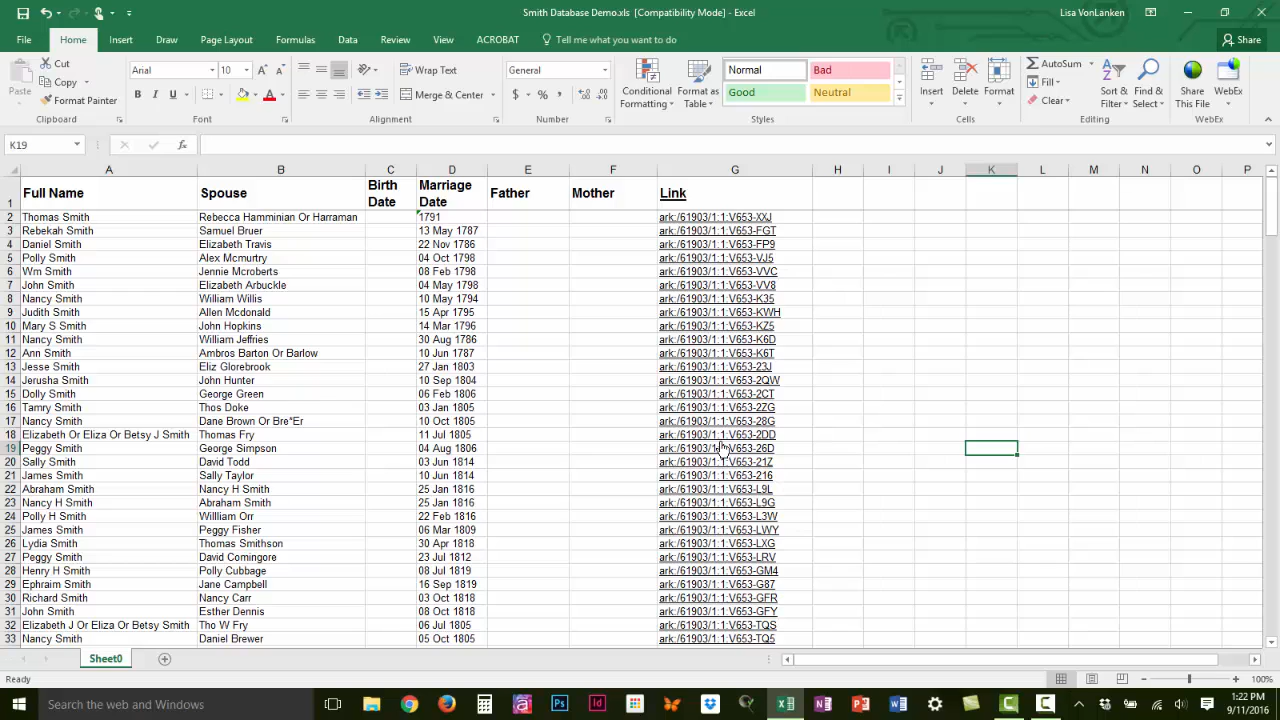 Smith Database Demo.xls [Compatibility Mode] - Excel
Lisa VonLanken
File Home Insert Draw Page Layout Formulas Data Review View ACROBAT Tell me what you want to do Share
Paste Cut Copy Format Painter Clipboard
Arial 10 B I U A Font
Wrap Text Merge & Center Alignment
General $ % , Number
Conditional Formatting Format as Table Normal Bad Good Neutral Styles
Insert Delete Format Cells
AutoSum Fill Clear Sort & Filter Find & Select Editing
Share This File WebEx WebEx
K19 fx
A B C D E F G H I J K L M N O P
1 Full Name Spouse Birth Date Marriage Date Father Mother Link
2 Thomas Smith Rebecca Hamminian Or Harraman 1791 ark:/61903/1:1:V653-XXJ
3 Rebekah Smith Samuel Bruer 13 May 1787 ark:/61903/1:1:V653-FGT
4 Daniel Smith Elizabeth Travis 22 Nov 1786 ark:/61903/1:1:V653-FP9
5 Polly Smith Alex Mcmurtry 04 Oct 1798 ark:/61903/1:1:V653-VJ5
6 Wm Smith Jennie Mcroberts 08 Feb 1798 ark:/61903/1:1:V653-VVC
7 John Smith Elizabeth Arbuckle 04 May 1798 ark:/61903/1:1:V653-VV8
8 Nancy Smith William Willis 10 May 1794 ark:/61903/1:1:V653-K35
9 Judith Smith Allen Mcdonald 15 Apr 1795 ark:/61903/1:1:V653-KWH
10 Mary S Smith John Hopkins 14 Mar 1796 ark:/61903/1:1:V653-KZ5
11 Nancy Smith William Jeffries 30 Aug 1786 ark:/61903/1:1:V653-K6D
12 Ann Smith Ambros Barton Or Barlow 10 Jun 1787 ark:/61903/1:1:V653-K6T
13 Jesse Smith Eliz Glorebrook 27 Jan 1803 ark:/61903/1:1:V653-23J
14 Jerusha Smith John Hunter 10 Sep 1804 ark:/61903/1:1:V653-2QW
15 Dolly Smith George Green 06 Feb 1806 ark:/61903/1:1:V653-2CT
16 Tamry Smith Thos Doke 03 Jan 1805 ark:/61903/1:1:V653-2ZG
17 Nancy Smith Dane Brown Or Bre*Er 10 Oct 1805 ark:/61903/1:1:V653-28G
18 Elizabeth Or Eliza Or Betsy J Smith Thomas Fry 11 Jul 1805 ark:/61903/1:1:V653-2DD
19 Peggy Smith George Simpson 04 Aug 1806 ark:/61903/1:1:V653-26D
20 Sally Smith David Todd 03 Jun 1814 ark:/61903/1:1:V653-21Z
21 James Smith Sally Taylor 10 Jun 1814 ark:/61903/1:1:V653-216
22 Abraham Smith Nancy H Smith 25 Jan 1816 ark:/61903/1:1:V653-L9L
23 Nancy H Smith Abraham Smith 25 Jan 1816 ark:/61903/1:1:V653-L9G
24 Polly H Smith Willliam Orr 22 Feb 1816 ark:/61903/1:1:V653-L3W
25 James Smith Peggy Fisher 06 Mar 1809 ark:/61903/1:1:V653-LWY
26 Lydia Smith Thomas Smithson 30 Apr 1818 ark:/61903/1:1:V653-LXG
27 Peggy Smith David Comingore 23 Jul 1812 ark:/61903/1:1:V653-LRV
28 Henry H Smith Polly Cubbage 08 Jul 1819 ark:/61903/1:1:V653-GM4
29 Ephraim Smith Jane Campbell 16 Sep 1819 ark:/61903/1:1:V653-G87
30 Richard Smith Nancy Carr 03 Oct 1818 ark:/61903/1:1:V653-GFR
31 John Smith Esther Dennis 08 Oct 1818 ark:/61903/1:1:V653-GFY
32 Elizabeth J Or Eliza Or Betsy Smith Tho W Fry 06 Jul 1805 ark:/61903/1:1:V653-TQS
33 Nancy Smith Daniel Brewer 05 Oct 1805 ark:/61903/1:1:V653-TQ5
Sheet0
Ready 100%
Search the web and Windows
1:22 PM
9/11/2016